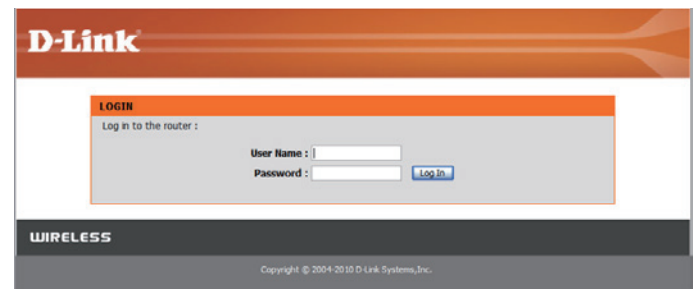 D-Link
LOGIN
Log in to the router :
User Name :
Password : Log In
WIRELESS
Copyright © 2004-2010 D-Link Systems,Inc.